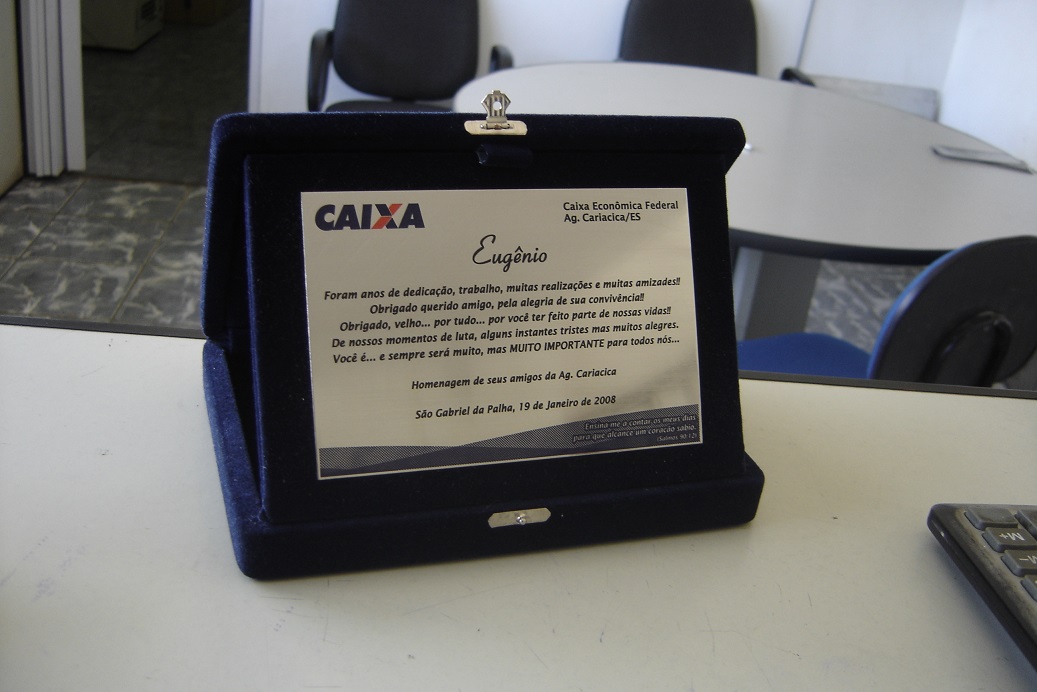 CAIXA
Caixa Econômica Federal
Ag. Cariacica/ES
Eugênio
Foram anos de dedicação, trabalho, muitas realizações e muitas amizades!!
Obrigado querido amigo, pela alegria de sua convivência!!
Obrigado, velho... por tudo... por você ter feito parte de nossas vidas!!
De nossos momentos de luta, alguns instantes tristes mas muitos alegres.
Você é... e sempre será muito, mas MUITO IMPORTANTE para todos nós...
Homenagem de seus amigos da Ag. Cariacica
São Gabriel da Palha, 19 de Janeiro de 2008
Ensina-me a contar os meus dias
para que alcance um coração sábio.
(Salmos 90:12)
M+
M-